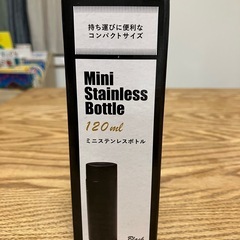 持ち運びに便利な
コンパクトサイズ
Mini
Stainless
Bottle
120ml
ミニステンレスボトル
Black